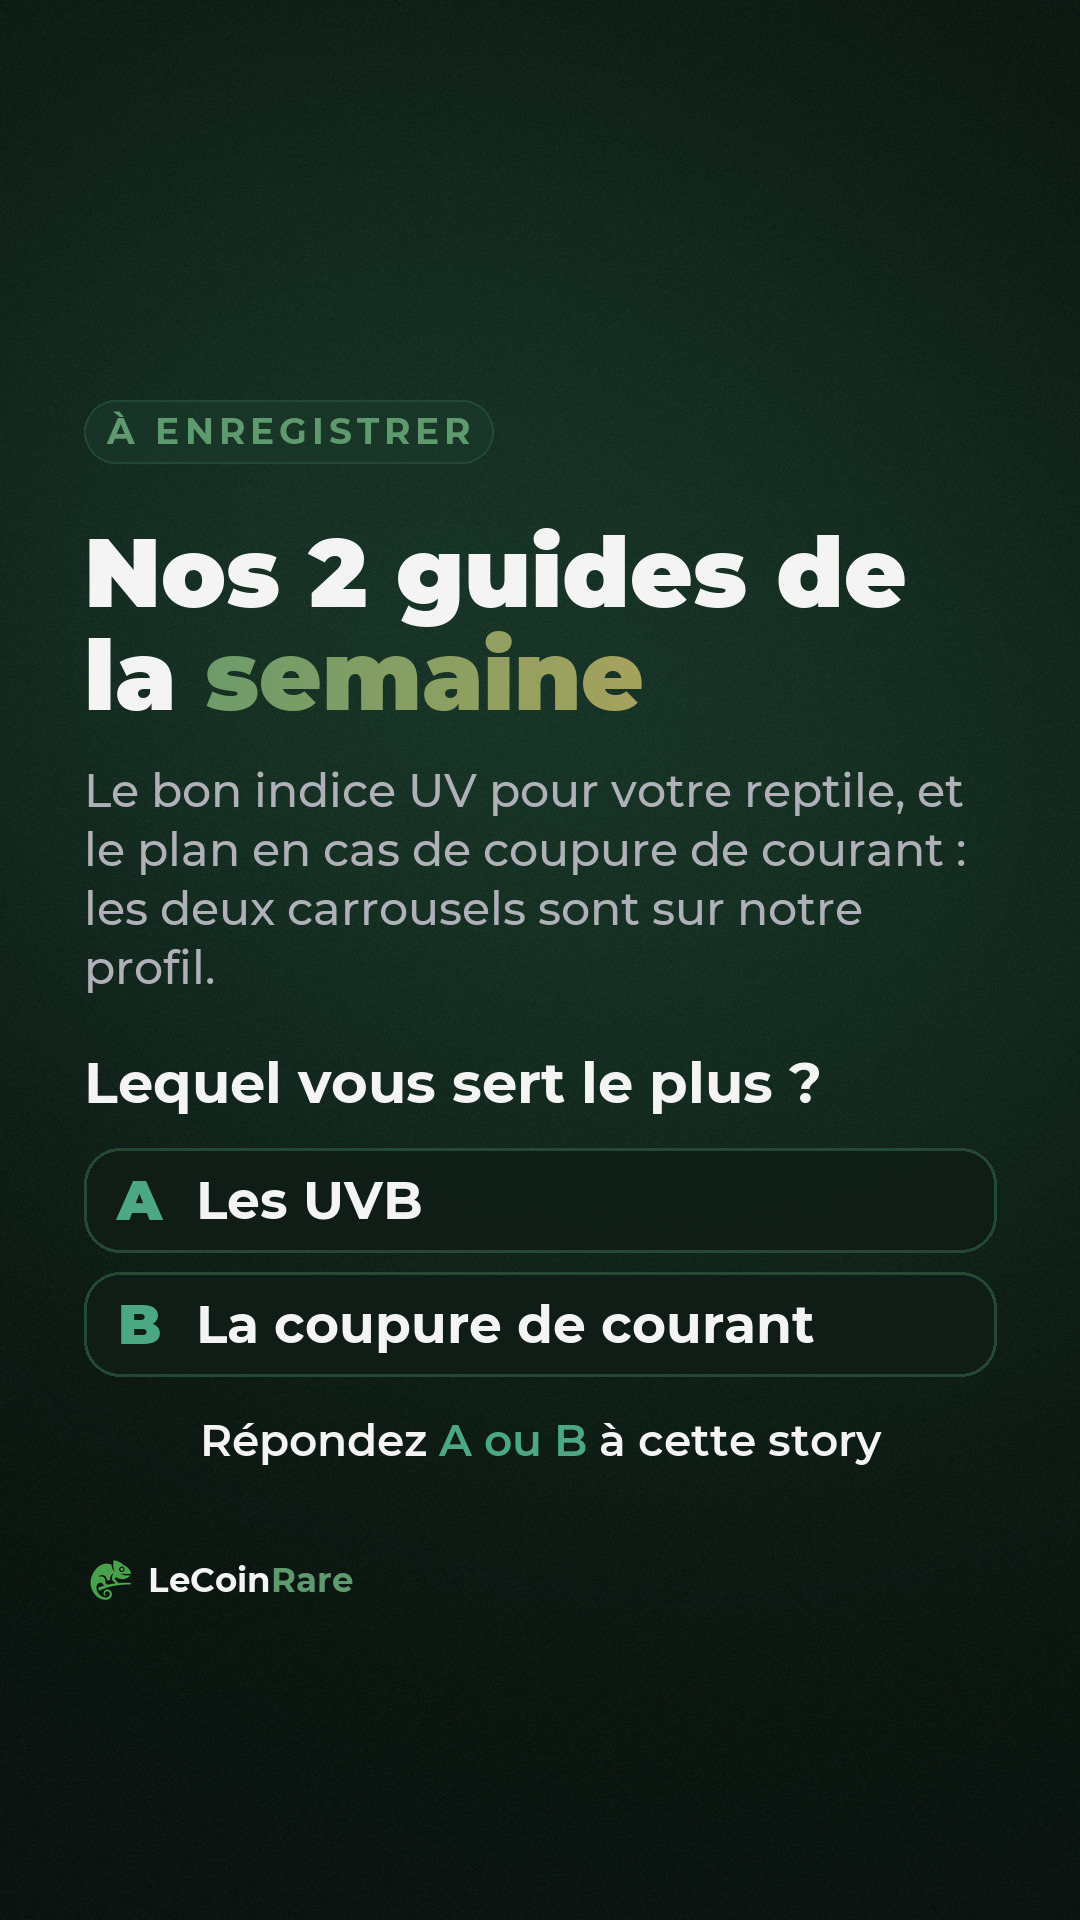 À ENREGISTRER
Nos 2 guides de
la semaine
Le bon indice UV pour votre reptile, et
le plan en cas de coupure de courant :
les deux carrousels sont sur notre
profil.
Lequel vous sert le plus ?
A Les UVB
B La coupure de courant
Répondez A ou B à cette story
LeCoinRare